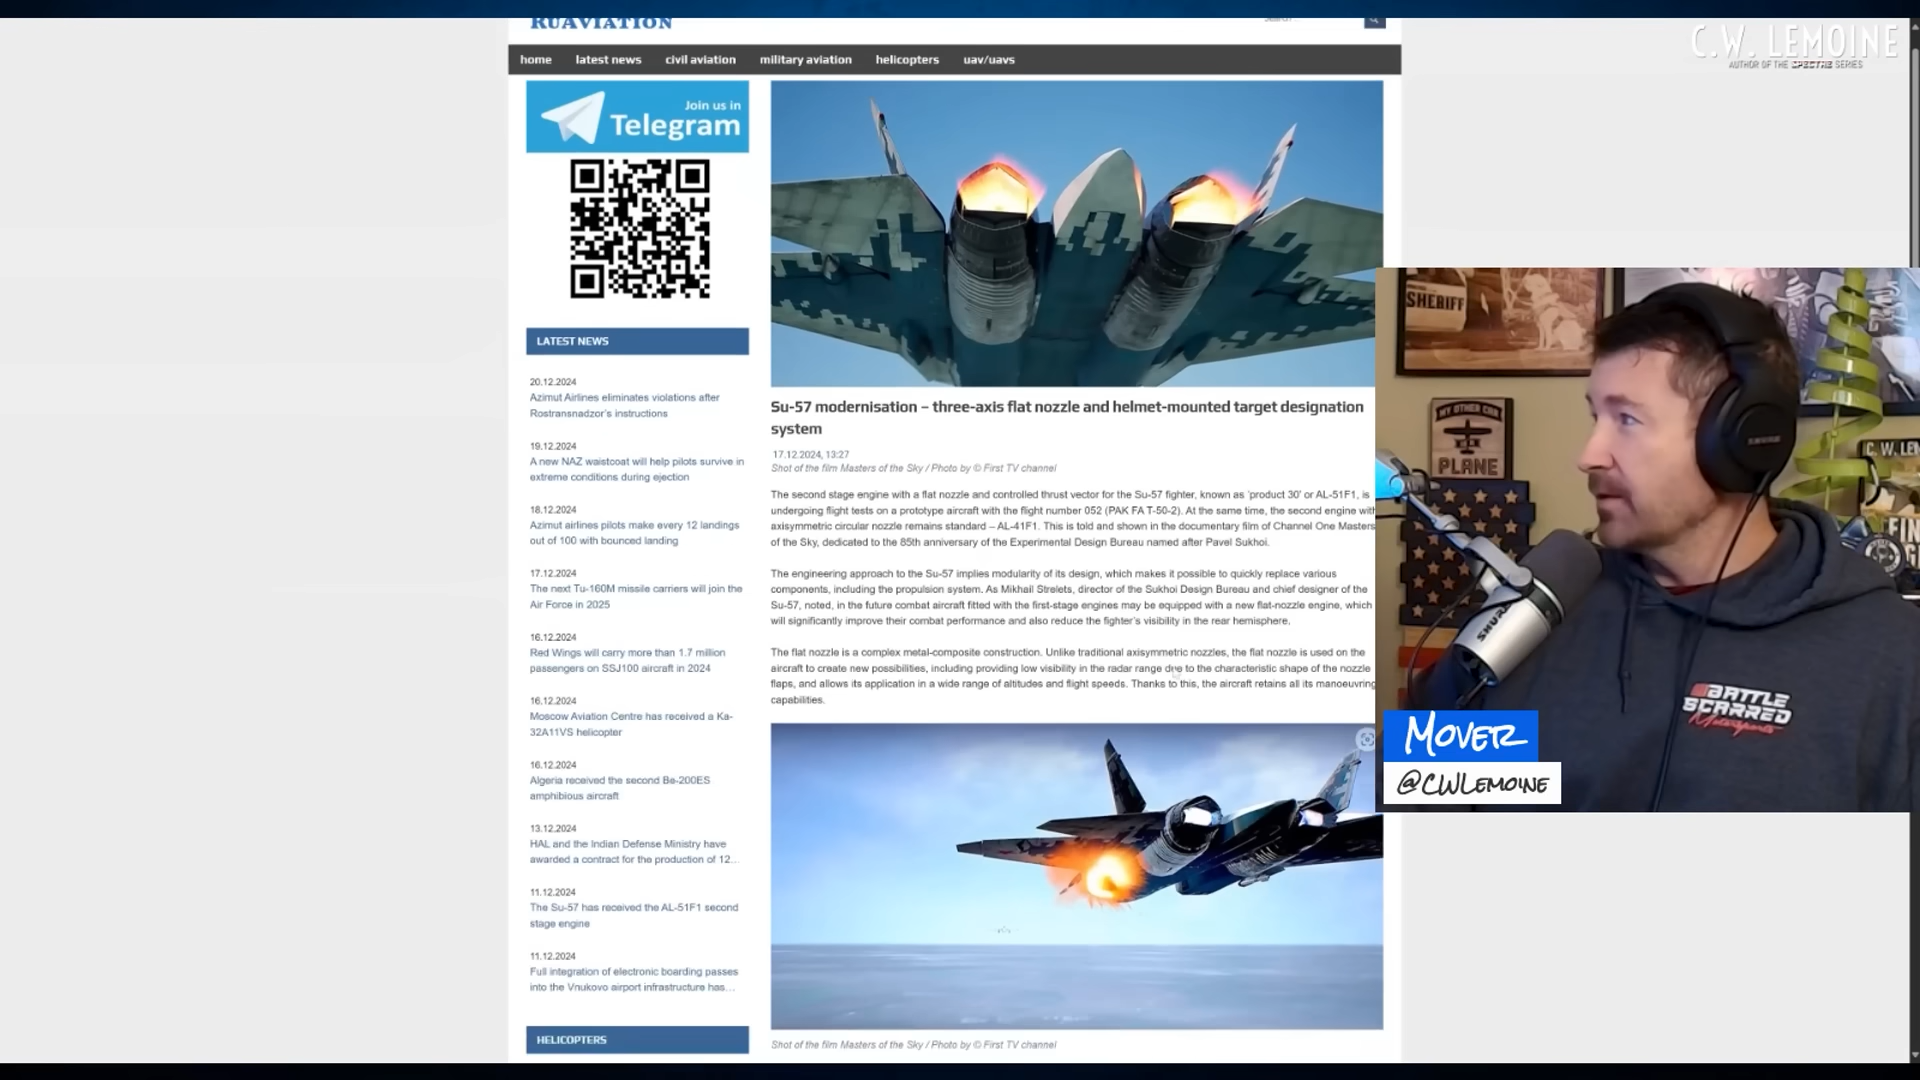 RUAVIATION
C.W. LEMOINE
AUTHOR OF THE SPECTRE SERIES
home latest news civil aviation military aviation helicopters uav/uavs
Join us in
Telegram
LATEST NEWS
20.12.2024
Azimut Airlines eliminates violations after
Rostransnadzor's instructions
19.12.2024
A new NAZ waistcoat will help pilots survive in
extreme conditions during ejection
18.12.2024
Azimut airlines pilots make every 12 landings
out of 100 with bounced landing
17.12.2024
The next Tu-160M missile carriers will join the
Air Force in 2025
16.12.2024
Red Wings will carry more than 1.7 million
passengers on SSJ100 aircraft in 2024
16.12.2024
Moscow Aviation Centre has received a Ka-
32A11VS helicopter
16.12.2024
Algeria received the second Be-200ES
amphibious aircraft
13.12.2024
HAL and the Indian Defense Ministry have
awarded a contract for the production of 12...
11.12.2024
The Su-57 has received the AL-51F1 second
stage engine
11.12.2024
Full integration of electronic boarding passes
into the Vnukovo airport infrastructure has...
HELICOPTERS
Su-57 modernisation – three-axis flat nozzle and helmet-mounted target designation
system
17.12.2024, 13:27
Shot of the film Masters of the Sky / Photo by © First TV channel
The second stage engine with a flat nozzle and controlled thrust vector for the Su-57 fighter, known as 'product 30' or AL-51F1, is
undergoing flight tests on a prototype aircraft with the flight number 052 (PAK FA T-50-2). At the same time, the second engine with
axisymmetric circular nozzle remains standard – AL-41F1. This is told and shown in the documentary film of Channel One Masters
of the Sky, dedicated to the 85th anniversary of the Experimental Design Bureau named after Pavel Sukhoi.
The engineering approach to the Su-57 implies modularity of its design, which makes it possible to quickly replace various
components, including the propulsion system. As Mikhail Strelets, director of the Sukhoi Design Bureau and chief designer of the
Su-57, noted, in the future combat aircraft fitted with the first-stage engines may be equipped with a new flat-nozzle engine, which
will significantly improve their combat performance and also reduce the fighter's visibility in the rear hemisphere.
The flat nozzle is a complex metal-composite construction. Unlike traditional axisymmetric nozzles, the flat nozzle is used on the
aircraft to create new possibilities, including providing low visibility in the radar range due to the characteristic shape of the nozzle
flaps, and allows its application in a wide range of altitudes and flight speeds. Thanks to this, the aircraft retains all its manoeuvring
capabilities.
Shot of the film Masters of the Sky / Photo by © First TV channel
SHERIFF
MY OTHER CAR
PLANE
C. W. LEM
SHURE
BATTLE
SCARRED
Motorsports
MOVER
@CWLEMOINE